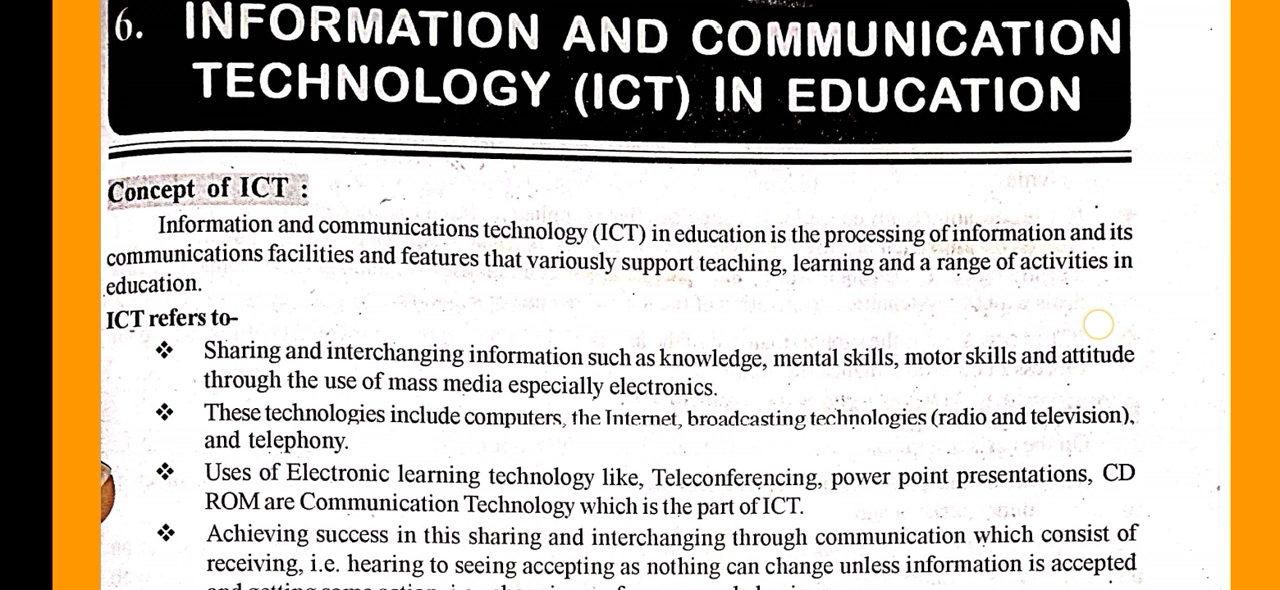 6. INFORMATION AND COMMUNICATION
TECHNOLOGY (ICT) IN EDUCATION
Concept of ICT :
Information and communications technology (ICT) in education is the processing of information and its
communications facilities and features that variously support teaching, learning and a range of activities in
education.
ICT refers to-
❖ Sharing and interchanging information such as knowledge, mental skills, motor skills and attitude
through the use of mass media especially electronics.
❖ These technologies include computers, the Internet, broadcasting technologies (radio and television),
and telephony.
❖ Uses of Electronic learning technology like, Teleconferencing, power point presentations, CD
ROM are Communication Technology which is the part of ICT.
❖ Achieving success in this sharing and interchanging through communication which consist of
receiving, i.e. hearing to seeing accepting as nothing can change unless information is accepted